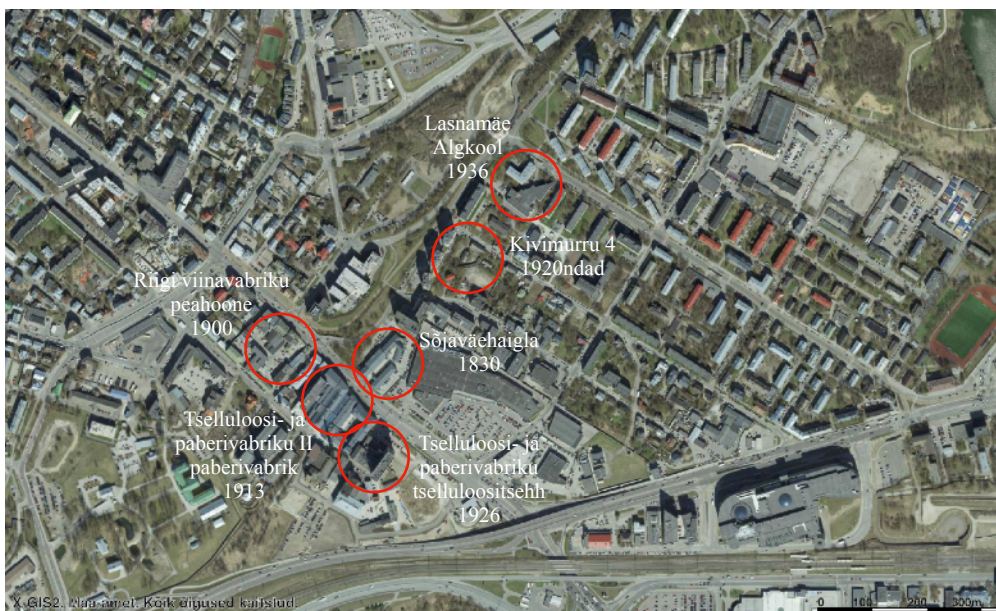 Lasnamäe
Algkool
1936
Kivimurru 4
1920ndad
Riigi viinavabriku
peahoone
1900
Sõjaväehaigla
1830
Tselluloosi- ja
paberivabriku II
paberivabrik
1913
Tselluloosi- ja
paberivabriku
tselluloositsehh
1926
X-GIS2. Maa-amet. Kõik õigused kaitstud.
0 100 200 300m